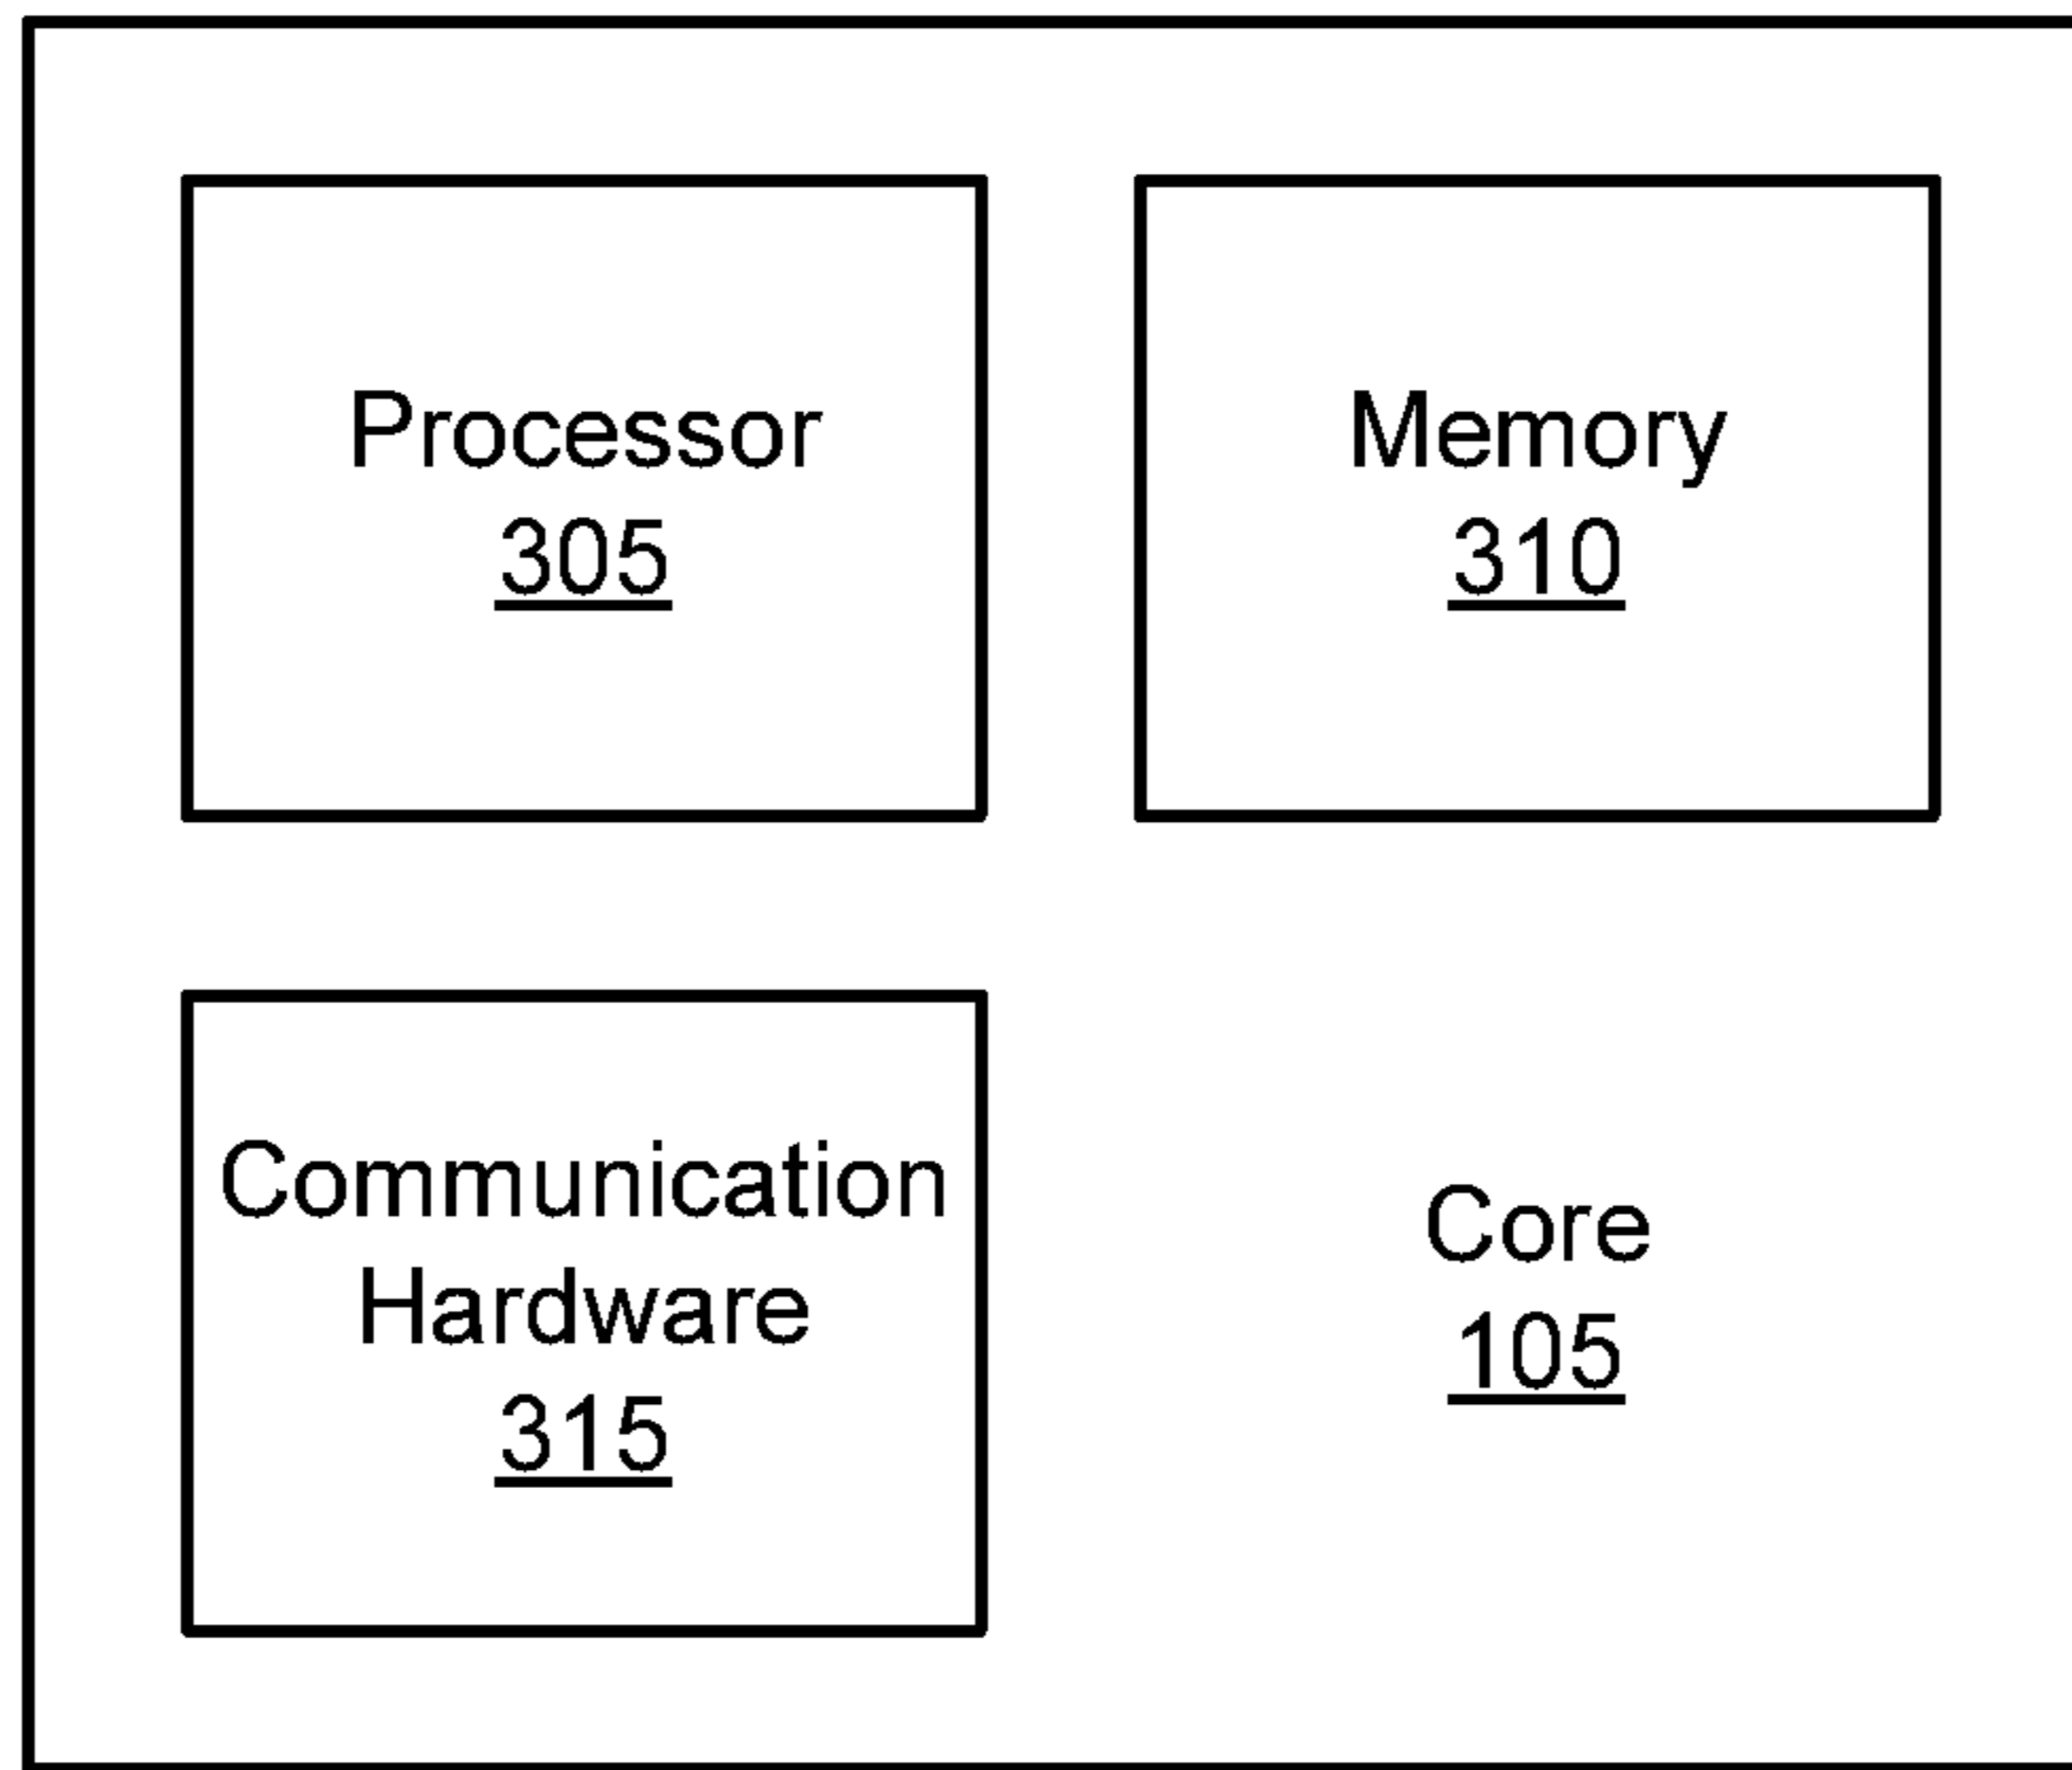 Processor
305
Memory
310
Communication
Hardware
315
Core
105